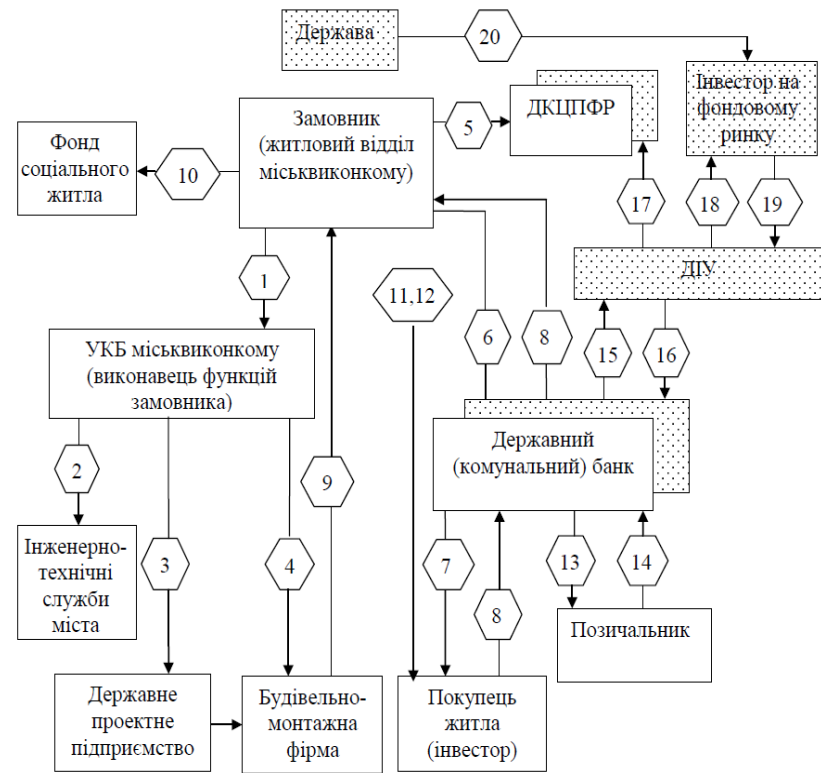 Держава
20
Інвестор на
фондовому
ринку
Замовник
(житловий відділ
міськвиконкому)
5
ДКЦПФР
Фонд
соціального
житла
10
17
18
19
ДІУ
1
11,12
6
8
15
16
УКБ міськвиконкому
(виконавець функцій
замовника)
Державний
(комунальний) банк
2
9
Інженерно-
технічні
служби
міста
3
4
7
8
13
14
Позичальник
Державне
проектне
підприємство
Будівельно-
монтажна
фірма
Покупець
житла
(інвестор)